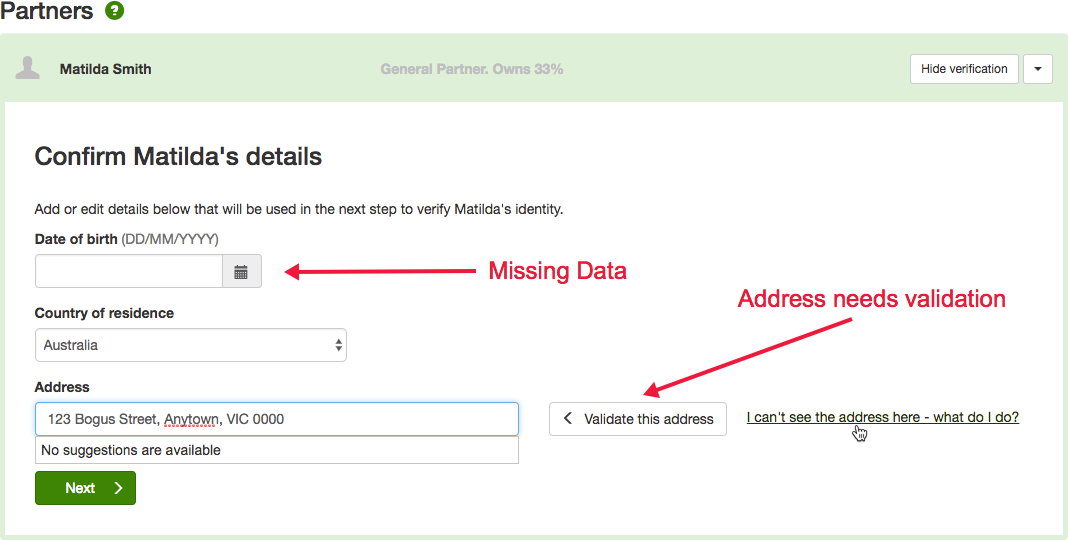 Partners ?
Matilda Smith General Partner. Owns 33% Hide verification
Confirm Matilda's details
Add or edit details below that will be used in the next step to verify Matilda's identity.
Date of birth (DD/MM/YYYY)
Missing Data
Address needs validation
Country of residence
Australia
Address
123 Bogus Street, Anytown, VIC 0000 Validate this address I can't see the address here - what do I do?
No suggestions are available
Next